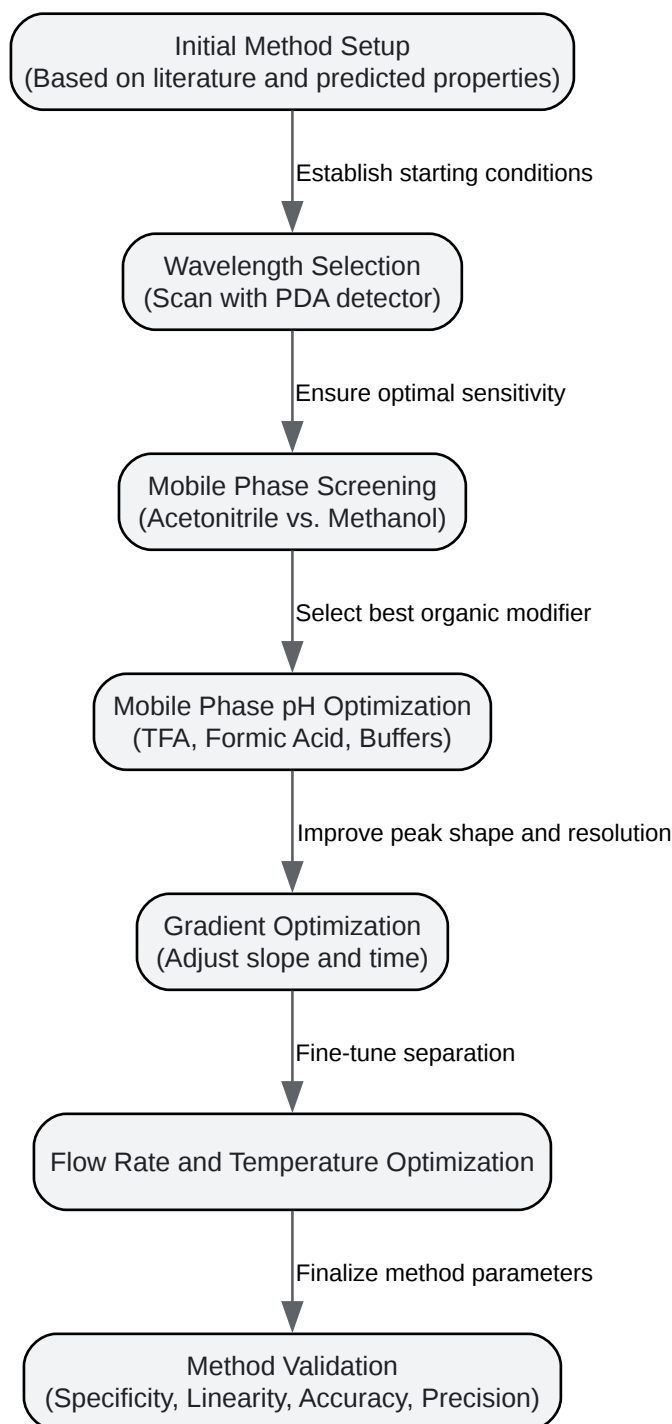 Initial Method Setup
(Based on literature and predicted properties)
Establish starting conditions
Wavelength Selection
(Scan with PDA detector)
Ensure optimal sensitivity
Mobile Phase Screening
(Acetonitrile vs. Methanol)
Select best organic modifier
Mobile Phase pH Optimization
(TFA, Formic Acid, Buffers)
Improve peak shape and resolution
Gradient Optimization
(Adjust slope and time)
Fine-tune separation
Flow Rate and Temperature Optimization
Finalize method parameters
Method Validation
(Specificity, Linearity, Accuracy, Precision)